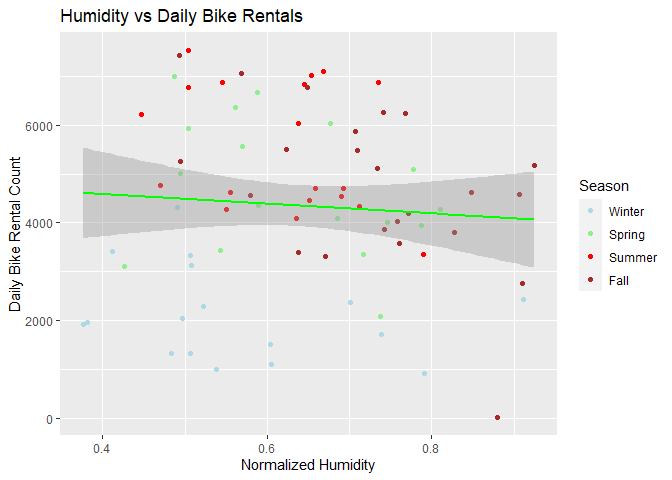 Humidity vs Daily Bike Rentals
Daily Bike Rental Count
6000
4000
2000
0
0.4
0.6
0.8
Normalized Humidity
Season
Winter
Spring
Summer
Fall